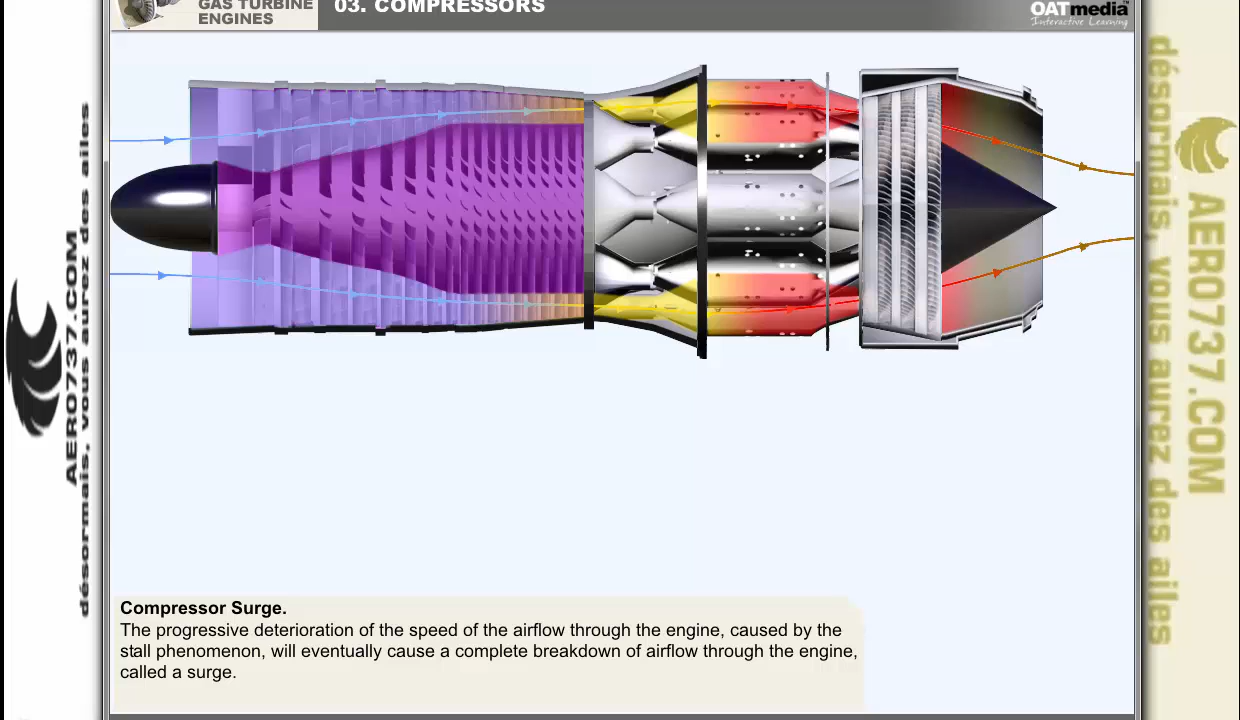 GAS TURBINE
ENGINES
03. COMPRESSORS
OATmedia™
Interactive Learning
AERO737.COM
désormais, vous aurez des ailes
désormais, vous aurez des ailes
AERO737.COM
Compressor Surge.
The progressive deterioration of the speed of the airflow through the engine, caused by the
stall phenomenon, will eventually cause a complete breakdown of airflow through the engine,
called a surge.